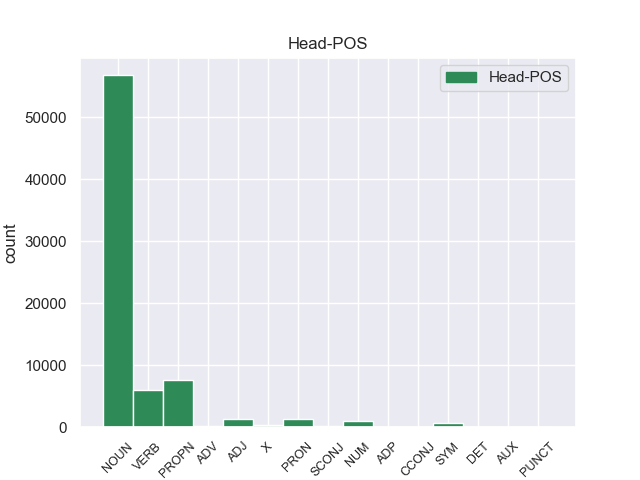 Head-POS
Head-POS
50000
40000
30000
20000
10000
0
count
NOUN
VERB
PROPN
ADV
ADJ
X
PRON
SCONJ
NUM
ADP
CCONJ
SYM
DET
AUX
PUNCT